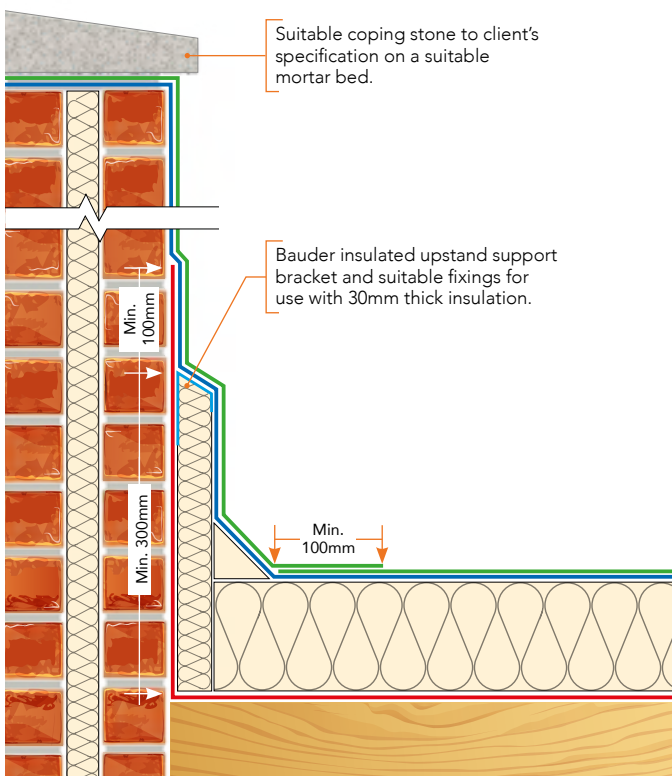 Suitable coping stone to client’s
specification on a suitable
mortar bed.
Bauder insulated upstand support
bracket and suitable fixings for
use with 30mm thick insulation.
Min.
100mm
Min. 300mm
Min.
100mm